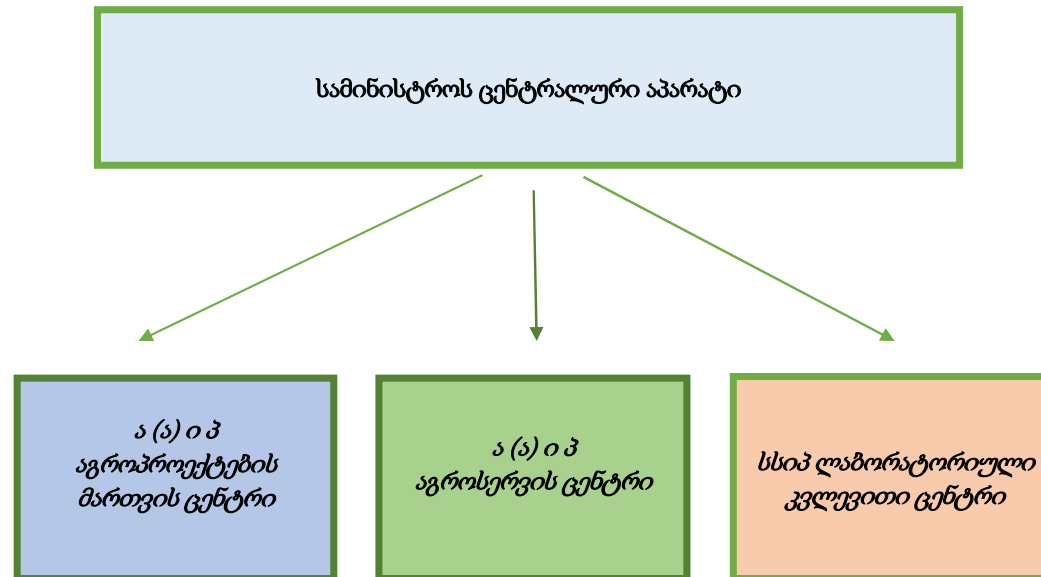 სამინისტროს ცენტრალური აპარატი
ა (ა) ი პ
აგროპროექტების
მართვის ცენტრი
ა (ა) ი პ
აგროსერვის ცენტრი
სსიპ ლაბორატორიული
კვლევითი ცენტრი